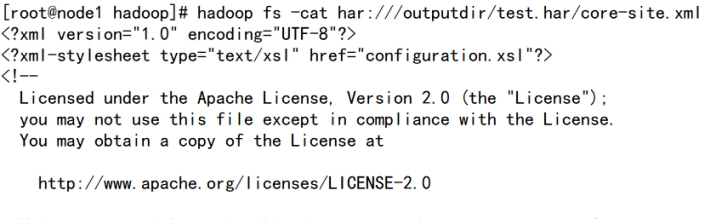 [root@node1 hadoop]# hadoop fs -cat har:///outputdir/test.har/core-site.xml
<?xml version="1.0" encoding="UTF-8"?>
<?xml-stylesheet type="text/xsl" href="configuration.xsl"?>
<!--
  Licensed under the Apache License, Version 2.0 (the "License");
  you may not use this file except in compliance with the License.
  You may obtain a copy of the License at
    http://www.apache.org/licenses/LICENSE-2.0